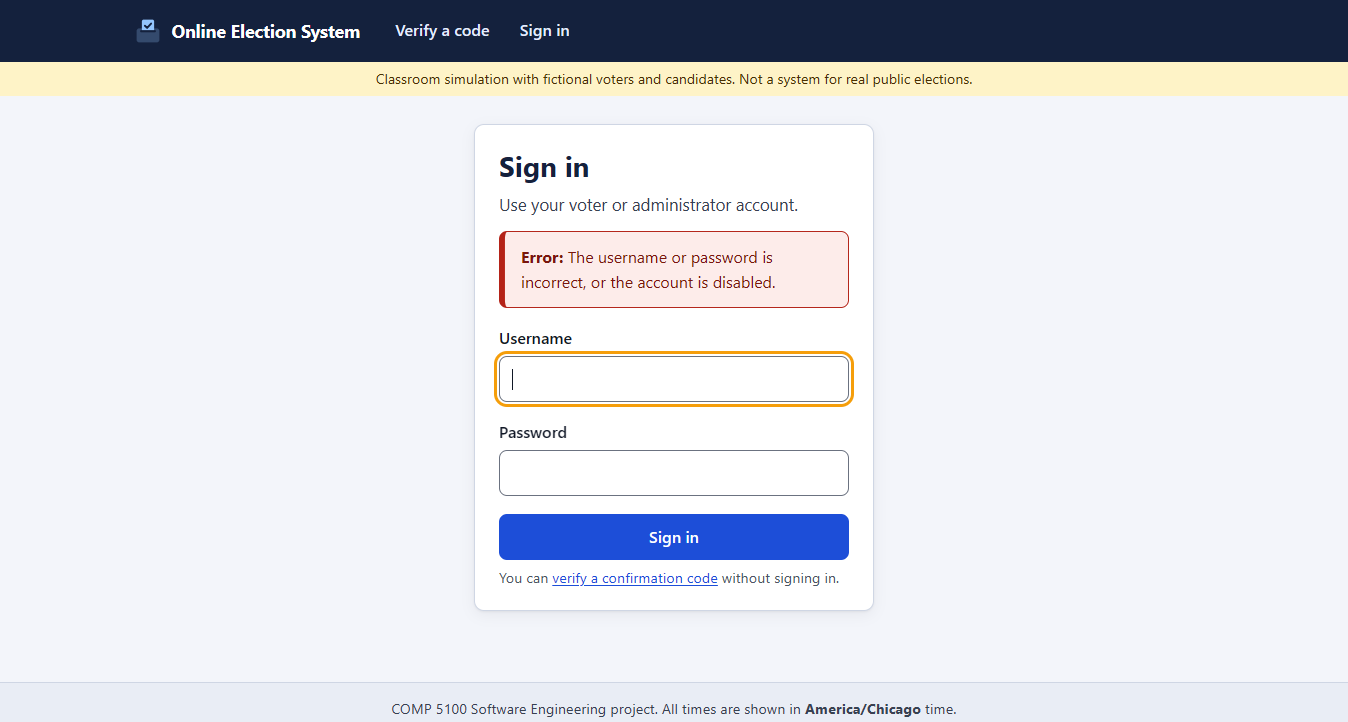 Online Election System
Verify a code
Sign in
Classroom simulation with fictional voters and candidates. Not a system for real public elections.
Sign in
Use your voter or administrator account.
Error: The username or password is
incorrect, or the account is disabled.
Username
Password
Sign in
You can verify a confirmation code without signing in.
COMP 5100 Software Engineering project. All times are shown in America/Chicago time.